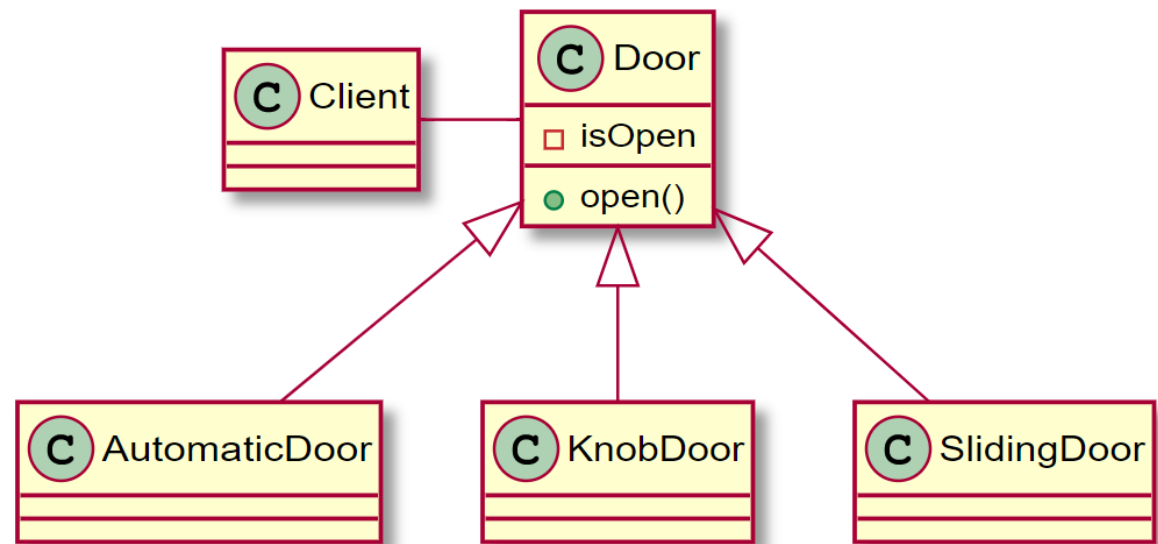 C Door
C Client
isOpen
open()
C AutomaticDoor
C KnobDoor
C SlidingDoor